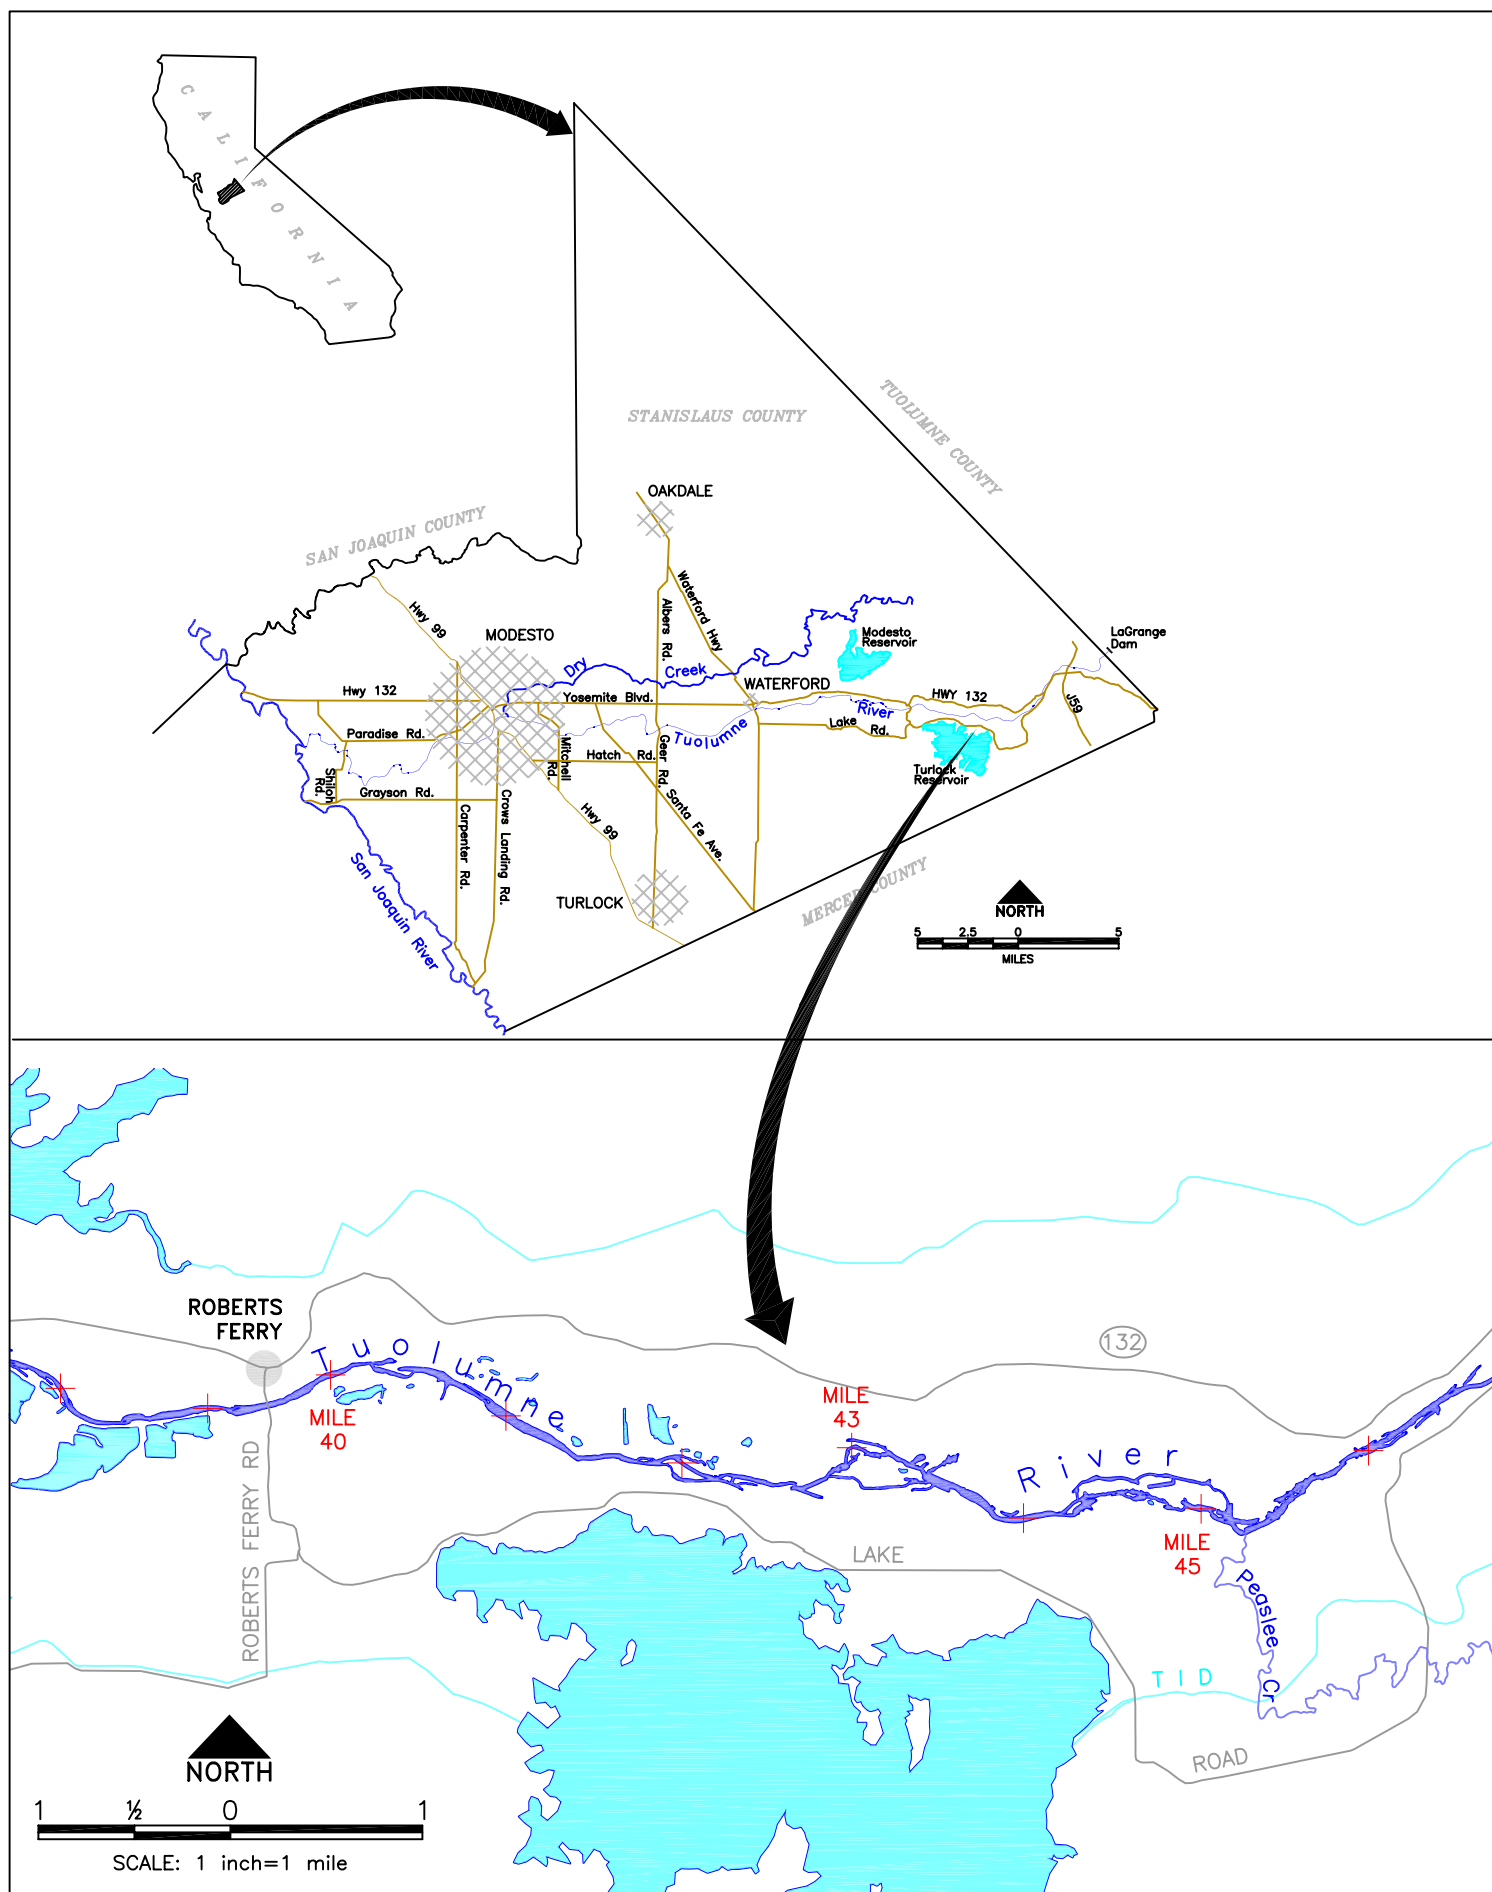 CALIFORNIA
STANISLAUS COUNTY
TUOLUMNE COUNTY
OAKDALE
SAN JOAQUIN COUNTY
Waterford Hwy
Albers Rd.
Hwy 99
MODESTO
Modesto
Reservoir
LaGrange
Dam
Dry
Creek
WATERFORD
Hwy 132
Yosemite Blvd.
HWY 132
J59
River
Paradise Rd.
Tuolumne
Lake Rd.
Mitchell
Rd.
Hatch Rd.
Geer Rd.
Turlock
Reservoir
Shiloh
Rd.
Grayson Rd.
Hwy 99
Santa Fe Ave.
Carpenter Rd.
Crows Landing Rd.
San Joaquin River
TURLOCK
MERCED COUNTY
NORTH
5 2.5 0 5
MILES
ROBERTS
FERRY
Tuolumne
132
MILE
40
MILE
43
River
ROBERTS FERRY RD
LAKE
MILE
45
Peaslee Cr
TID
ROAD
NORTH
1 ½ 0 1
SCALE: 1 inch=1 mile